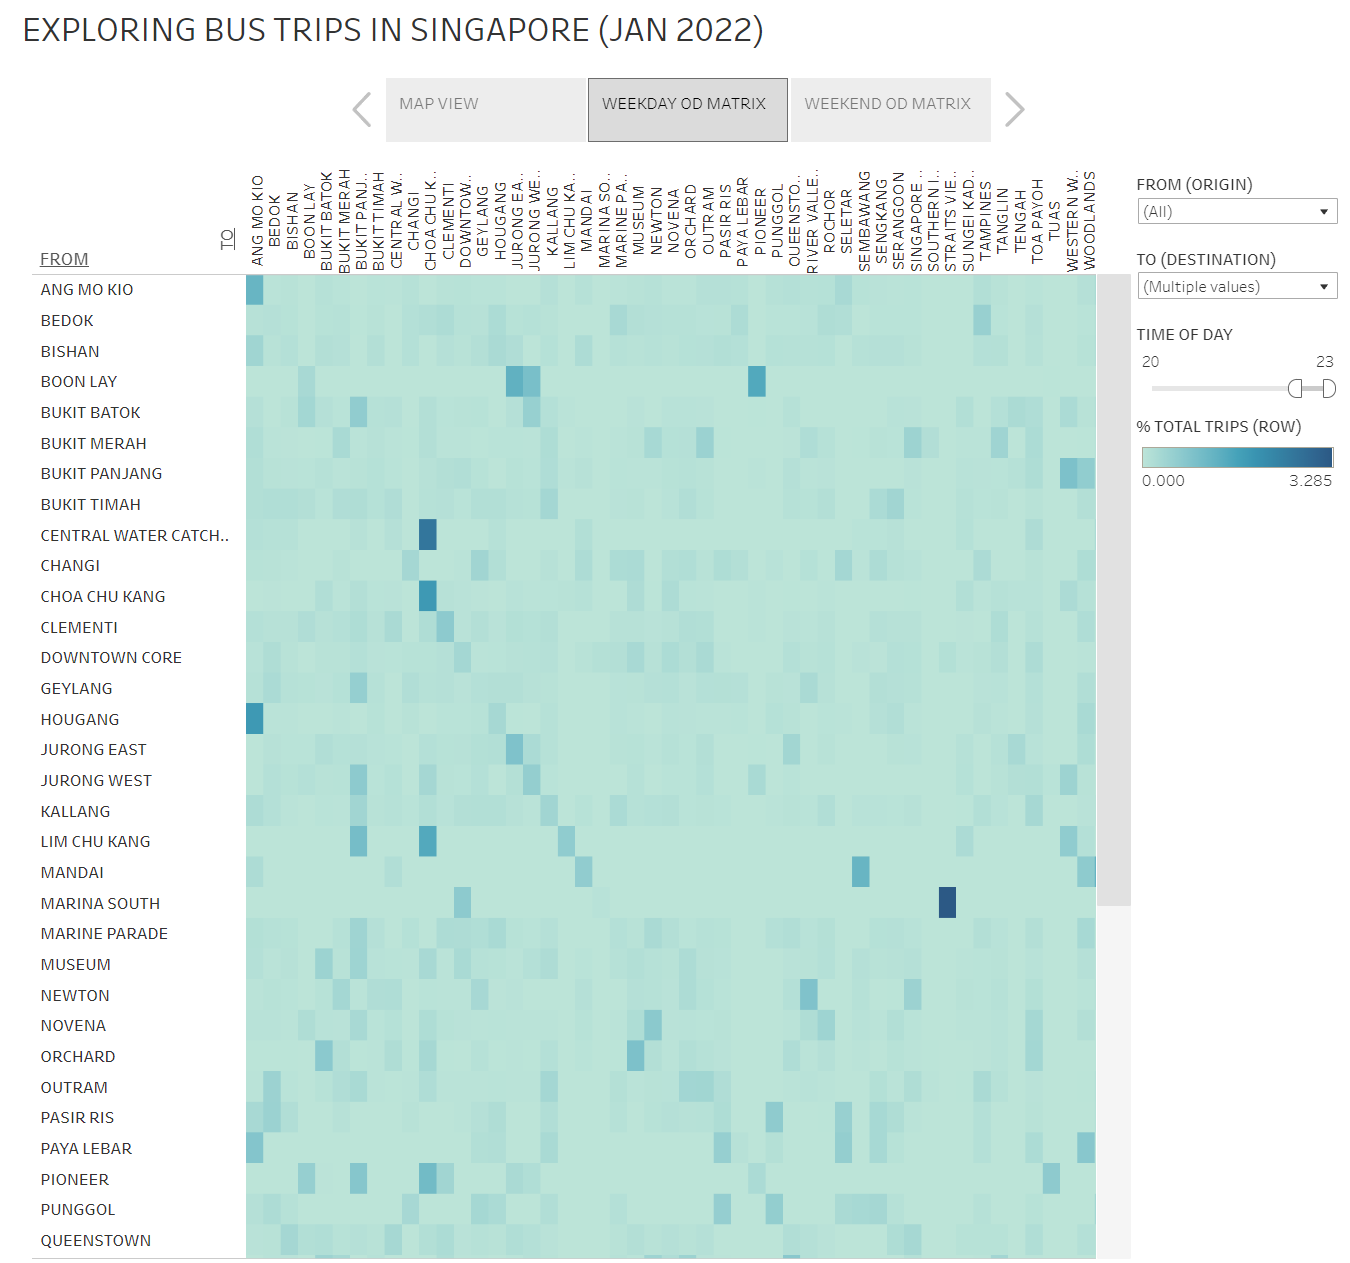 EXPLORING BUS TRIPS IN SINGAPORE (JAN 2022)
MAP VIEW
WEEKDAY OD MATRIX
WEEKEND OD MATRIX
TO
FROM
ANG MO KIO
BEDOK
BISHAN
BOON LAY
BUKIT BATOK
BUKIT MERAH
BUKIT PANJ..
BUKIT TIMAH
CENTRAL W..
CHANGI
CHOA CHU K..
CLEMENTI
DOWNTOW..
GEYLANG
HOUGANG
JURONG EA..
JURONG WE..
KALLANG
LIM CHU KA..
MANDAI
MARINA SO..
MARINE PA..
MUSEUM
NEWTON
NOVENA
ORCHARD
OUTRAM
PASIR RIS
PAYA LEBAR
PIONEER
PUNGGOL
QUEENSTO..
RIVER VALLE..
ROCHOR
SELETAR
SEMBAWANG
SENGKANG
SERANGOON
SINGAPORE ..
SOUTHERN I..
STRAITS VIE..
SUNGEI KAD..
TAMPINES
TANGLIN
TENGAH
TOA PAYOH
TUAS
WESTERN W..
WOODLANDS
ANG MO KIO
BEDOK
BISHAN
BOON LAY
BUKIT BATOK
BUKIT MERAH
BUKIT PANJANG
BUKIT TIMAH
CENTRAL WATER CATCH..
CHANGI
CHOA CHU KANG
CLEMENTI
DOWNTOWN CORE
GEYLANG
HOUGANG
JURONG EAST
JURONG WEST
KALLANG
LIM CHU KANG
MANDAI
MARINA SOUTH
MARINE PARADE
MUSEUM
NEWTON
NOVENA
ORCHARD
OUTRAM
PASIR RIS
PAYA LEBAR
PIONEER
PUNGGOL
QUEENSTOWN
FROM (ORIGIN)
(All)
TO (DESTINATION)
(Multiple values)
TIME OF DAY
20 23
% TOTAL TRIPS (ROW)
0.000 3.285